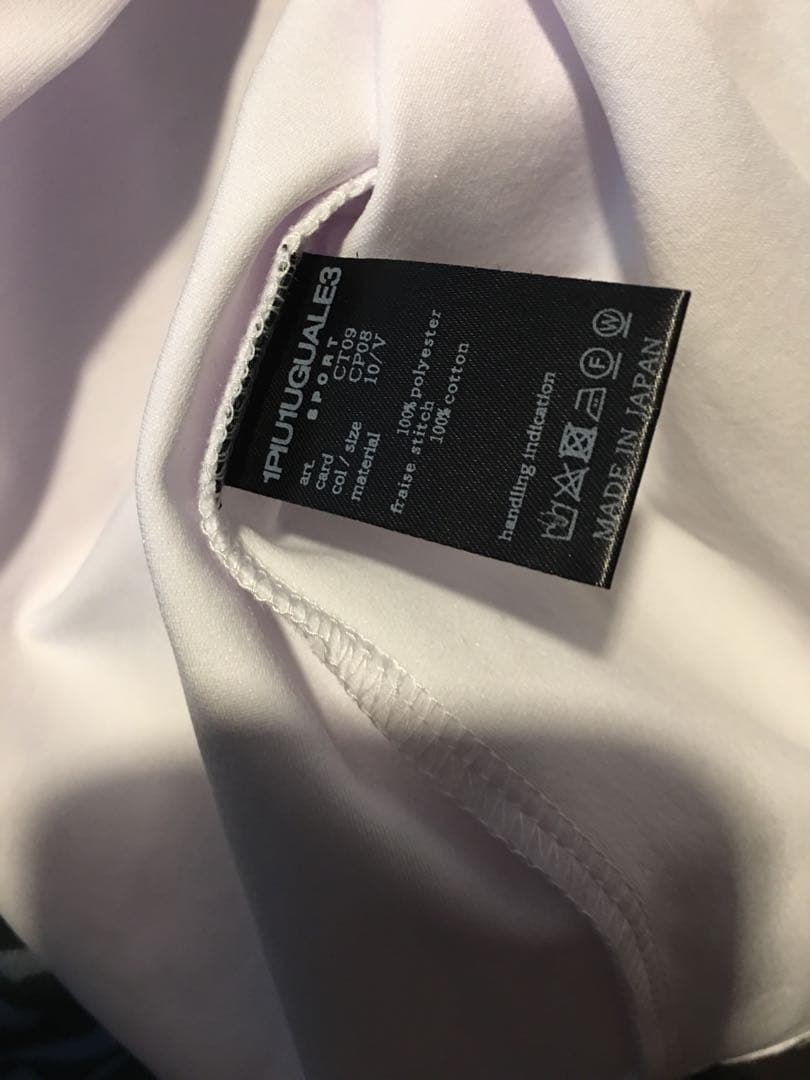 1PIU1UGUALE3
SPORT
art. CT09
card CP08
col / size 10/V
material
100% polyester
fraise stitch
100% cotton
handling indication
F W
MADE IN JAPAN